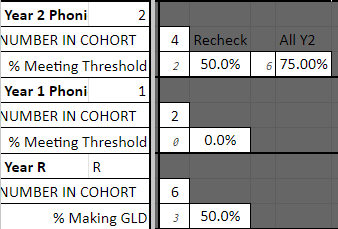 Year 2 Phoni 2
NUMBER IN COHORT 4 Recheck All Y2
% Meeting Threshold 2 50.0% 6 75.00%
Year 1 Phoni 1
NUMBER IN COHORT 2
% Meeting Threshold 0 0.0%
Year R R
NUMBER IN COHORT 6
% Making GLD 3 50.0%